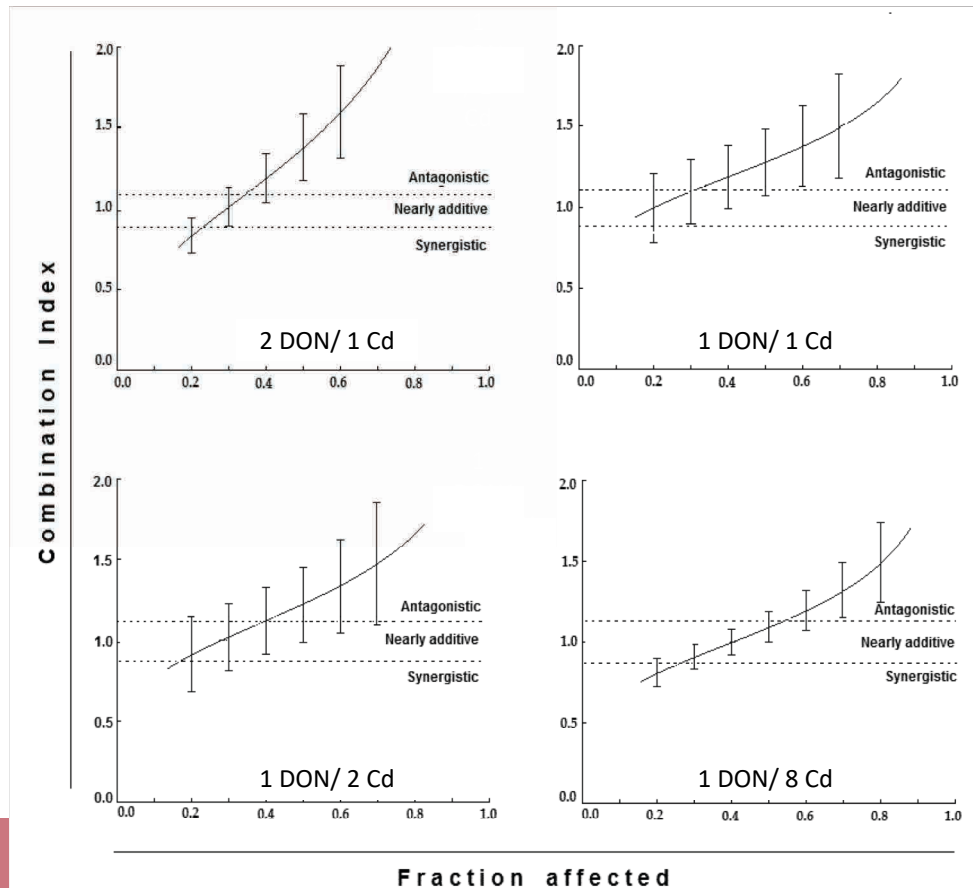 Combination Index
2.0
1.5
1.0
0.5
0.0
Antagonistic
Nearly additive
Synergistic
2 DON/ 1 Cd
0.0 0.2 0.4 0.6 0.8 1.0
2.0
1.5
1.0
0.5
0.0
Antagonistic
Nearly additive
Synergistic
1 DON/ 1 Cd
0.0 0.2 0.4 0.6 0.8 1.0
2.0
1.5
1.0
0.5
0.0
Antagonistic
Nearly additive
Synergistic
1 DON/ 2 Cd
0.0 0.2 0.4 0.6 0.8 1.0
2.0
1.5
1.0
0.5
0.0
Antagonistic
Nearly additive
Synergistic
1 DON/ 8 Cd
0.0 0.2 0.4 0.6 0.8 1.0
Fraction affected